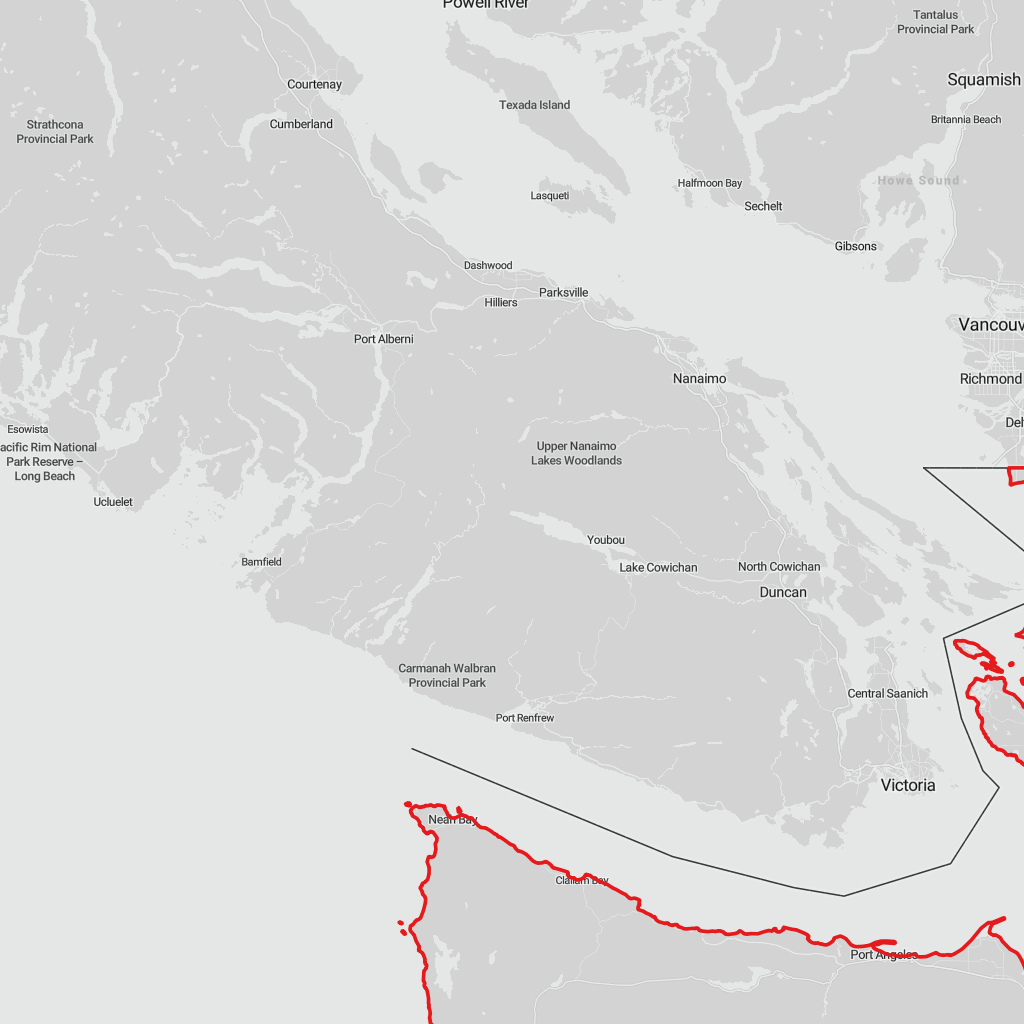 Powell River
Tantalus
Provincial Park
Squamish
Courtenay
Texada Island
Britannia Beach
Cumberland
Strathcona
Provincial Park
Halfmoon Bay
Howe Sound
Lasqueti
Sechelt
Gibsons
Dashwood
Parksville
Hilliers
Port Alberni
Vancouv
Nanaimo
Richmond
Esowista
Del
acific Rim National
Park Reserve –
Long Beach
Upper Nanaimo
Lakes Woodlands
Ucluelet
Youbou
Bamfield
Lake Cowichan
North Cowichan
Duncan
Carmanah Walbran
Provincial Park
Central Saanich
Port Renfrew
Victoria
Neah Bay
Clallam Bay
Port Angeles